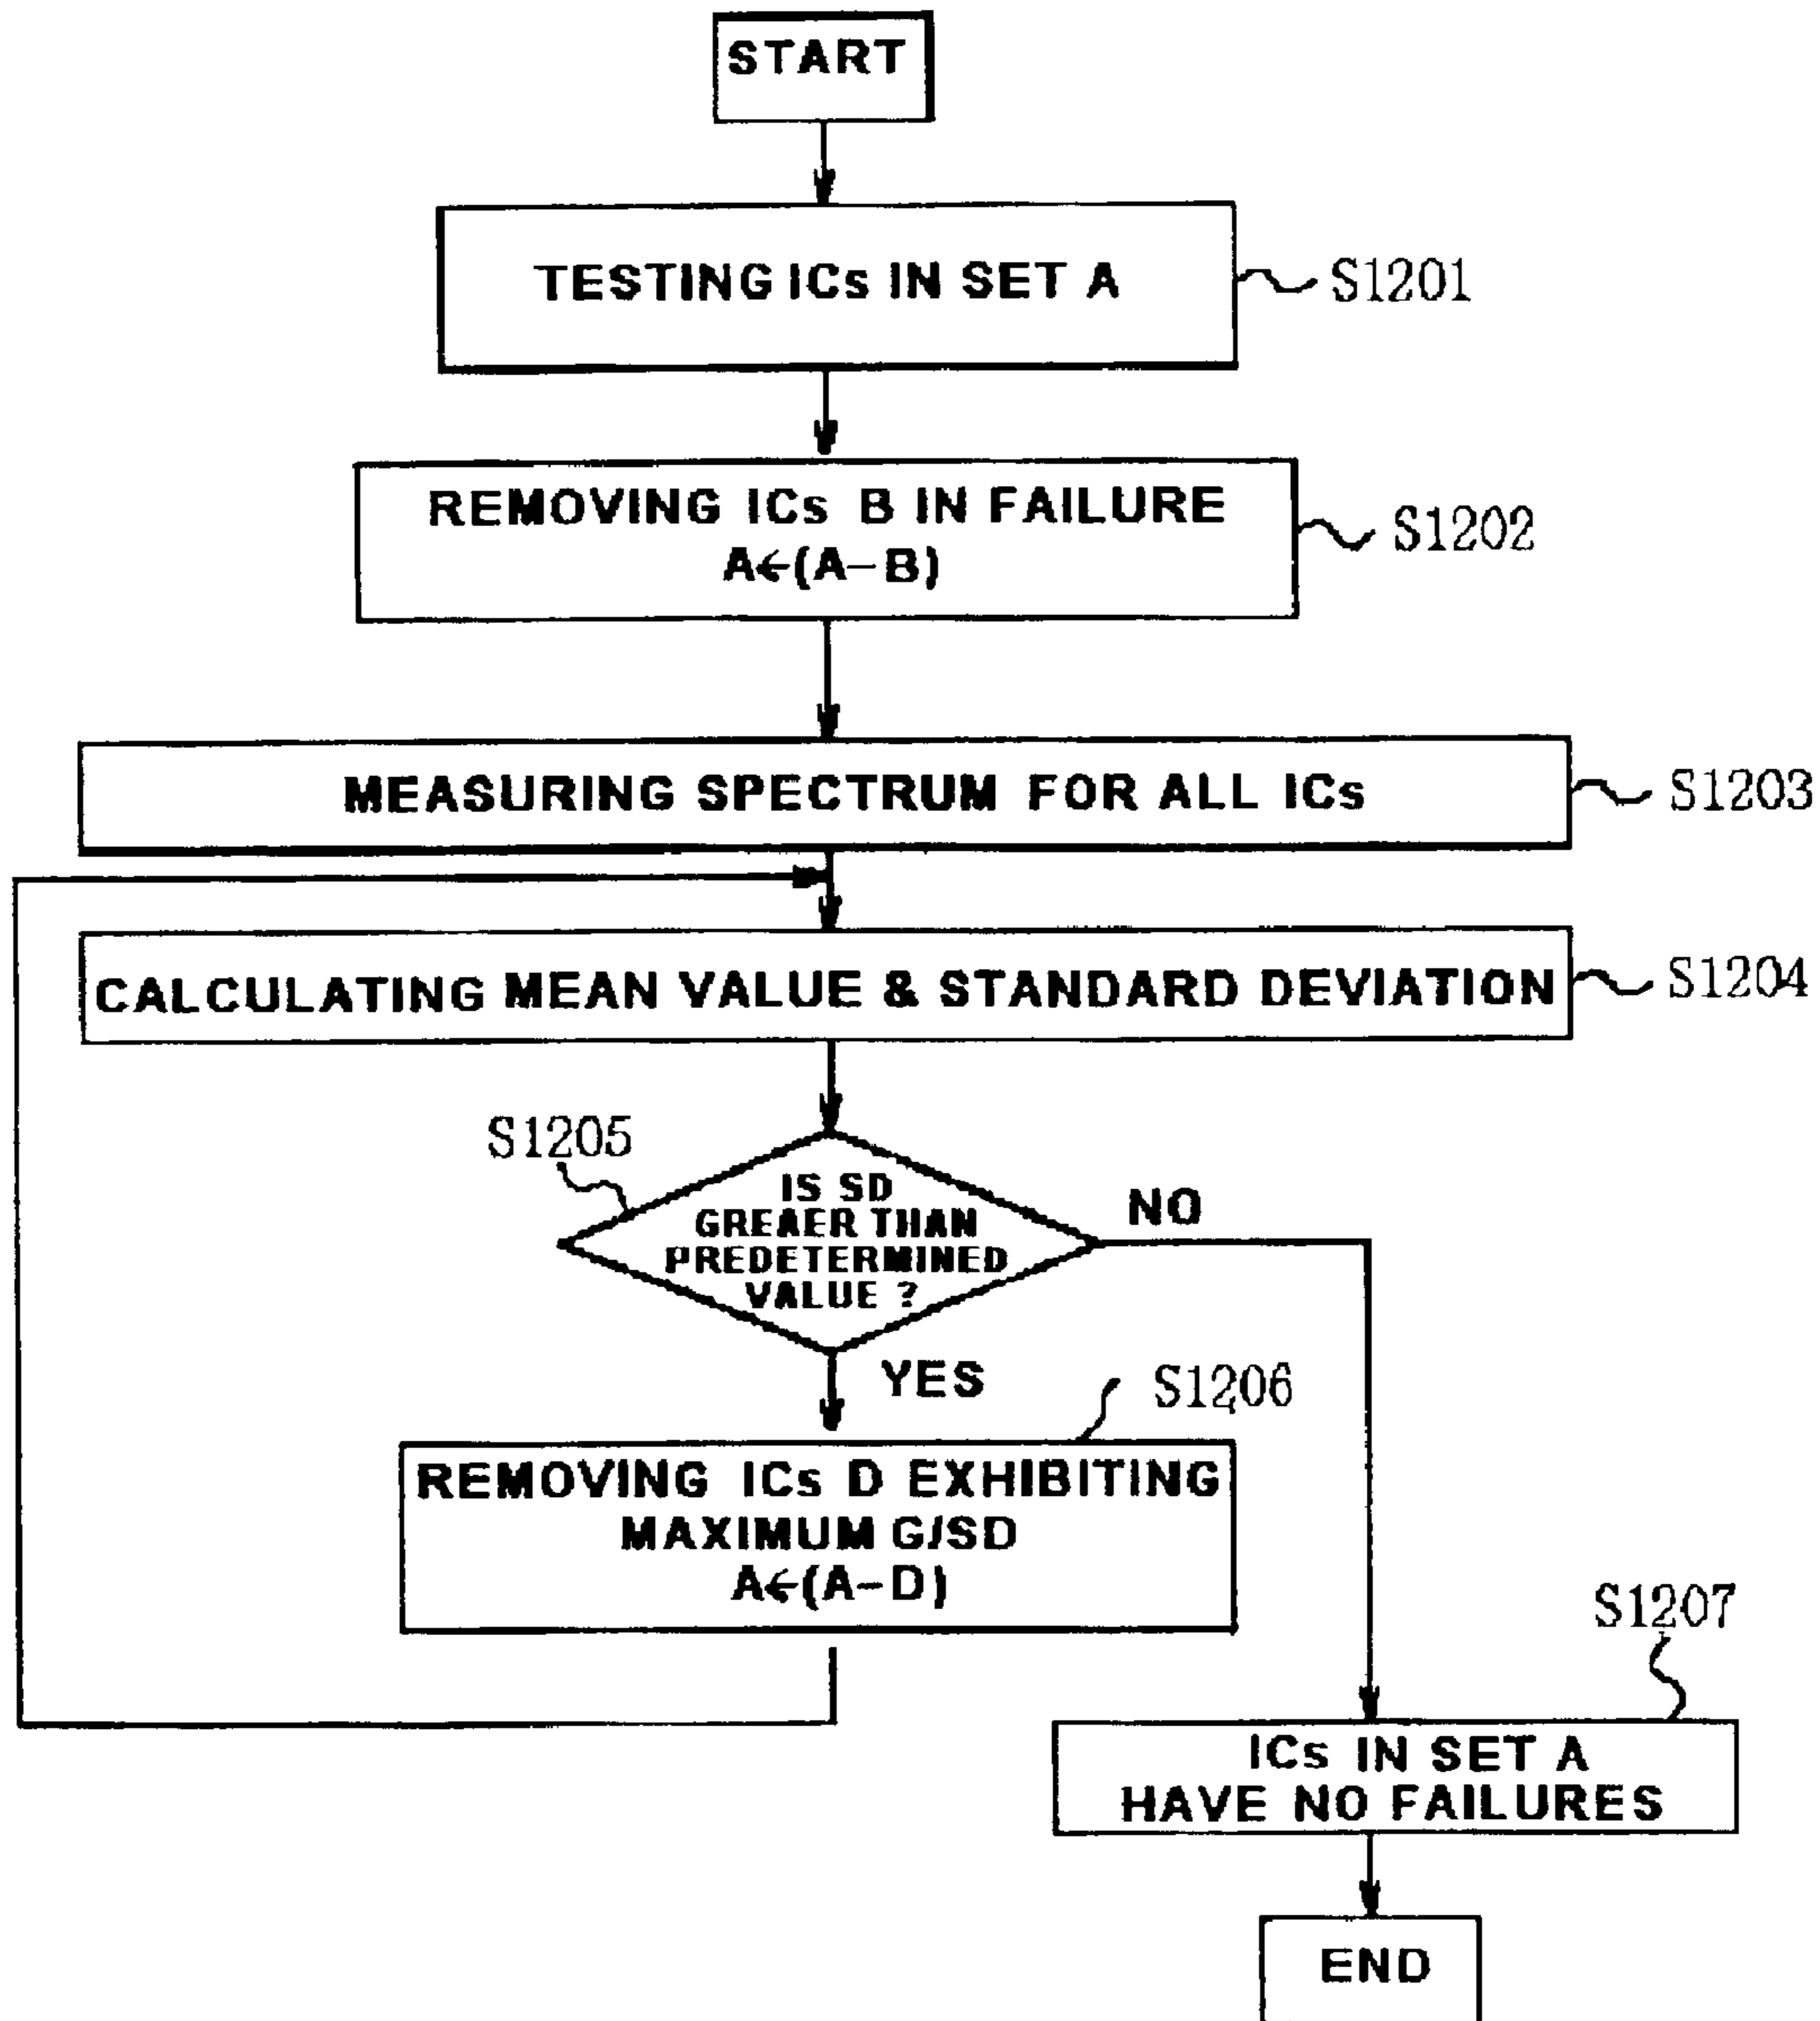 START
TESTING ICs IN SET A
S1201
REMOVING ICs B IN FAILURE
A←(A-B)
S1202
MEASURING SPECTRUM FOR ALL ICs
S1203
CALCULATING MEAN VALUE & STANDARD DEVIATION
S1204
S1205
IS SD
GREAER THAN
PREDETERMINED
VALUE ?
NO
YES
S1206
REMOVING ICs D EXHIBITING
MAXIMUM G/SD
A←(A-D)
S1207
ICs IN SET A
HAVE NO FAILURES
END